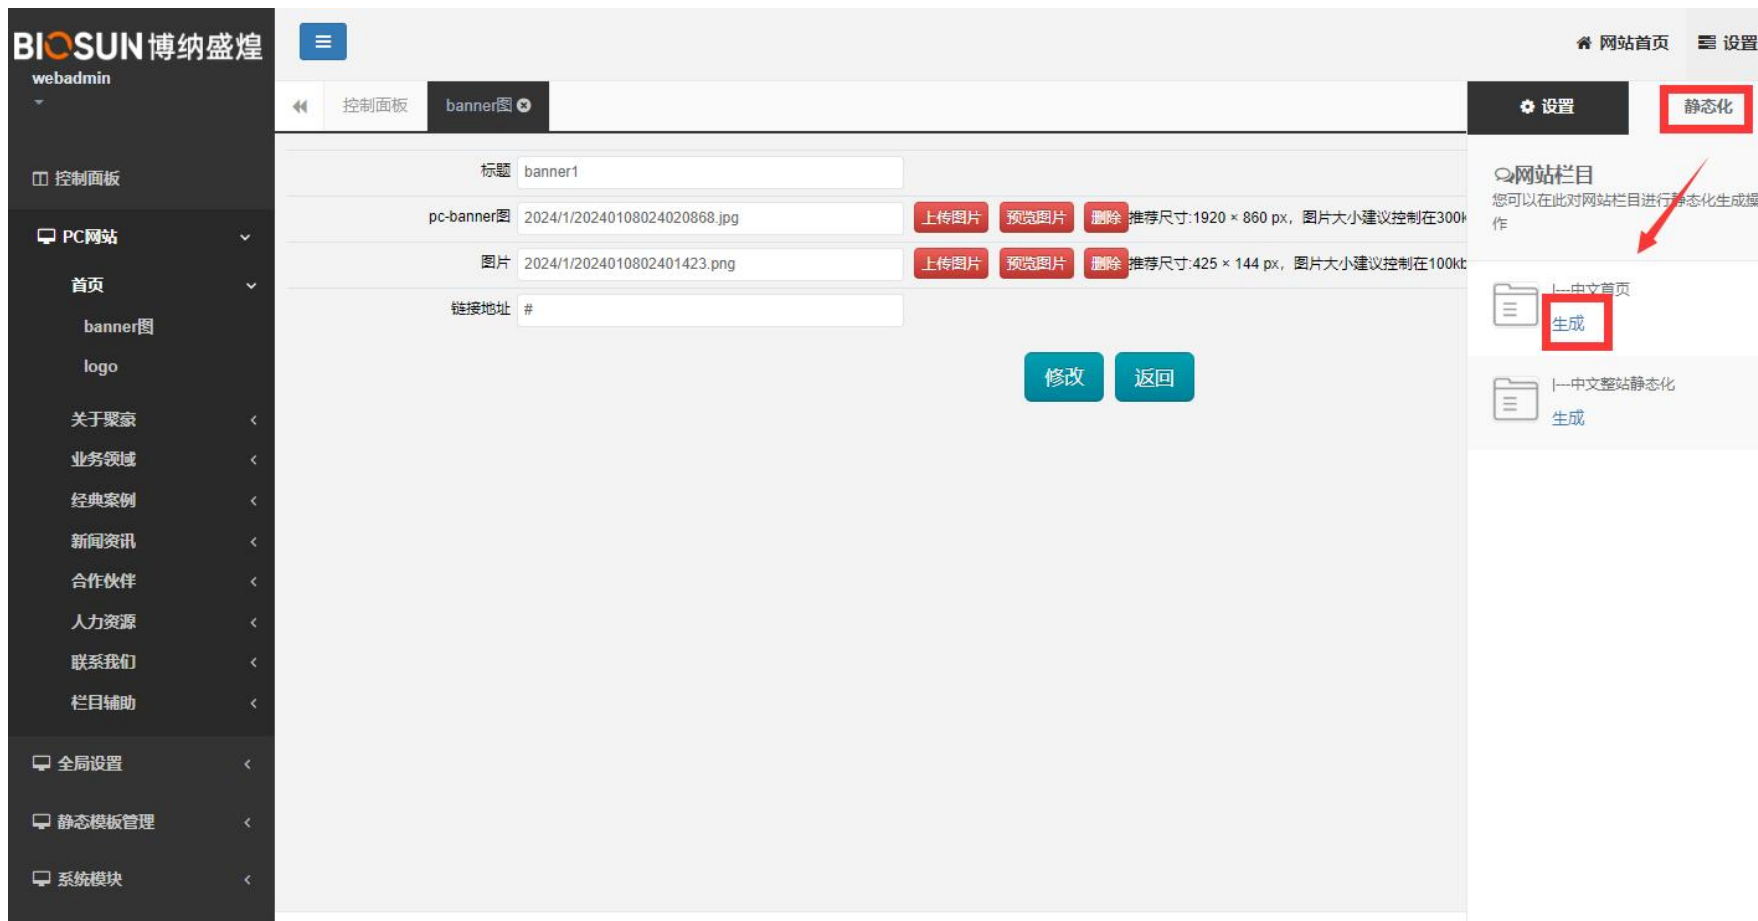 BIOSUN博纳盛煌
webadmin
网站首页
设置
控制面板
banner图
设置
静态化
控制面板
PC网站
首页
banner图
logo
关于聚豪
业务领域
经典案例
新闻资讯
合作伙伴
人力资源
联系我们
栏目辅助
全局设置
静态模板管理
系统模块
标题 banner1
pc-banner图 2024/1/20240108024020868.jpg 上传图片 预览图片 删除 推荐尺寸:1920 × 860 px，图片大小建议控制在300k
图片 2024/1/2024010802401423.png 上传图片 预览图片 删除 推荐尺寸:425 × 144 px，图片大小建议控制在100kb
链接地址 #
修改 返回
网站栏目
您可以在此对网站栏目进行静态化生成操
作
|---中文首页
生成
|---中文整站静态化
生成